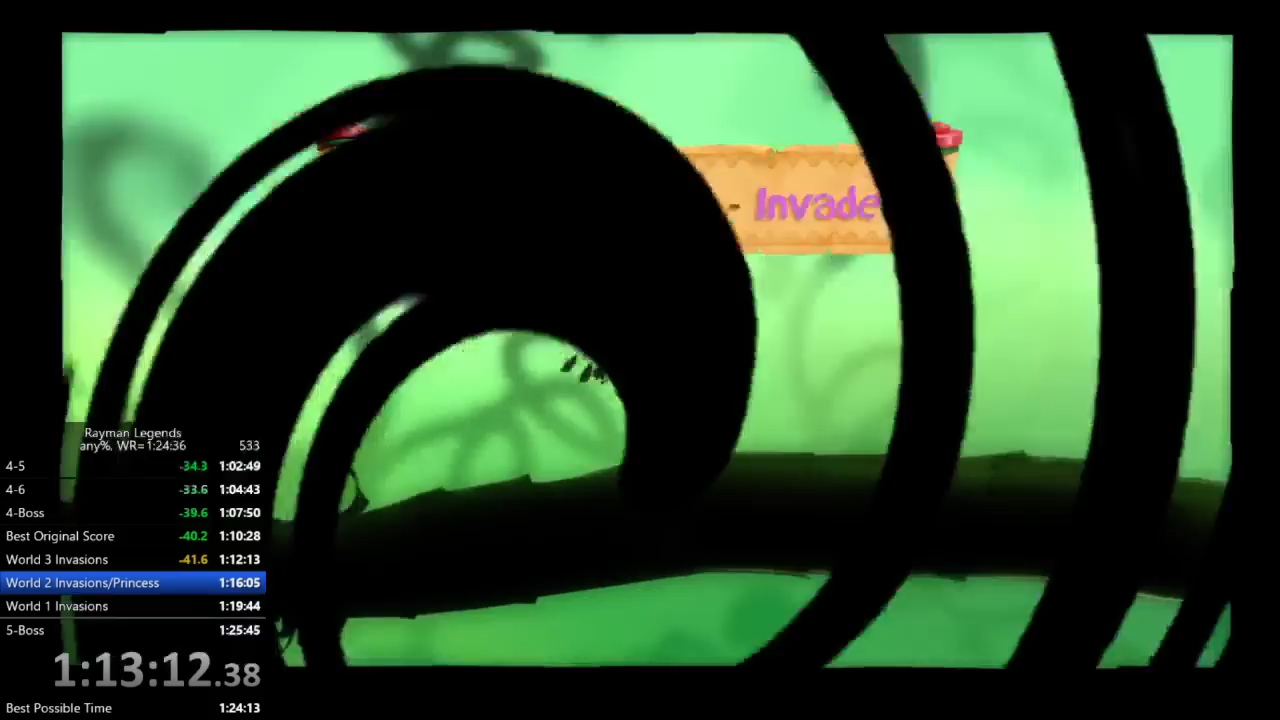 - Invade
Rayman Legends
any%, WR=1:24:36 533
4-5 -34.3 1:02:49
4-6 -33.6 1:04:43
4-Boss -39.6 1:07:50
Best Original Score -40.2 1:10:28
World 3 Invasions -41.6 1:12:13
World 2 Invasions/Princess 1:16:05
World 1 Invasions 1:19:44
5-Boss 1:25:45
1:13:12.38
Best Possible Time 1:24:13